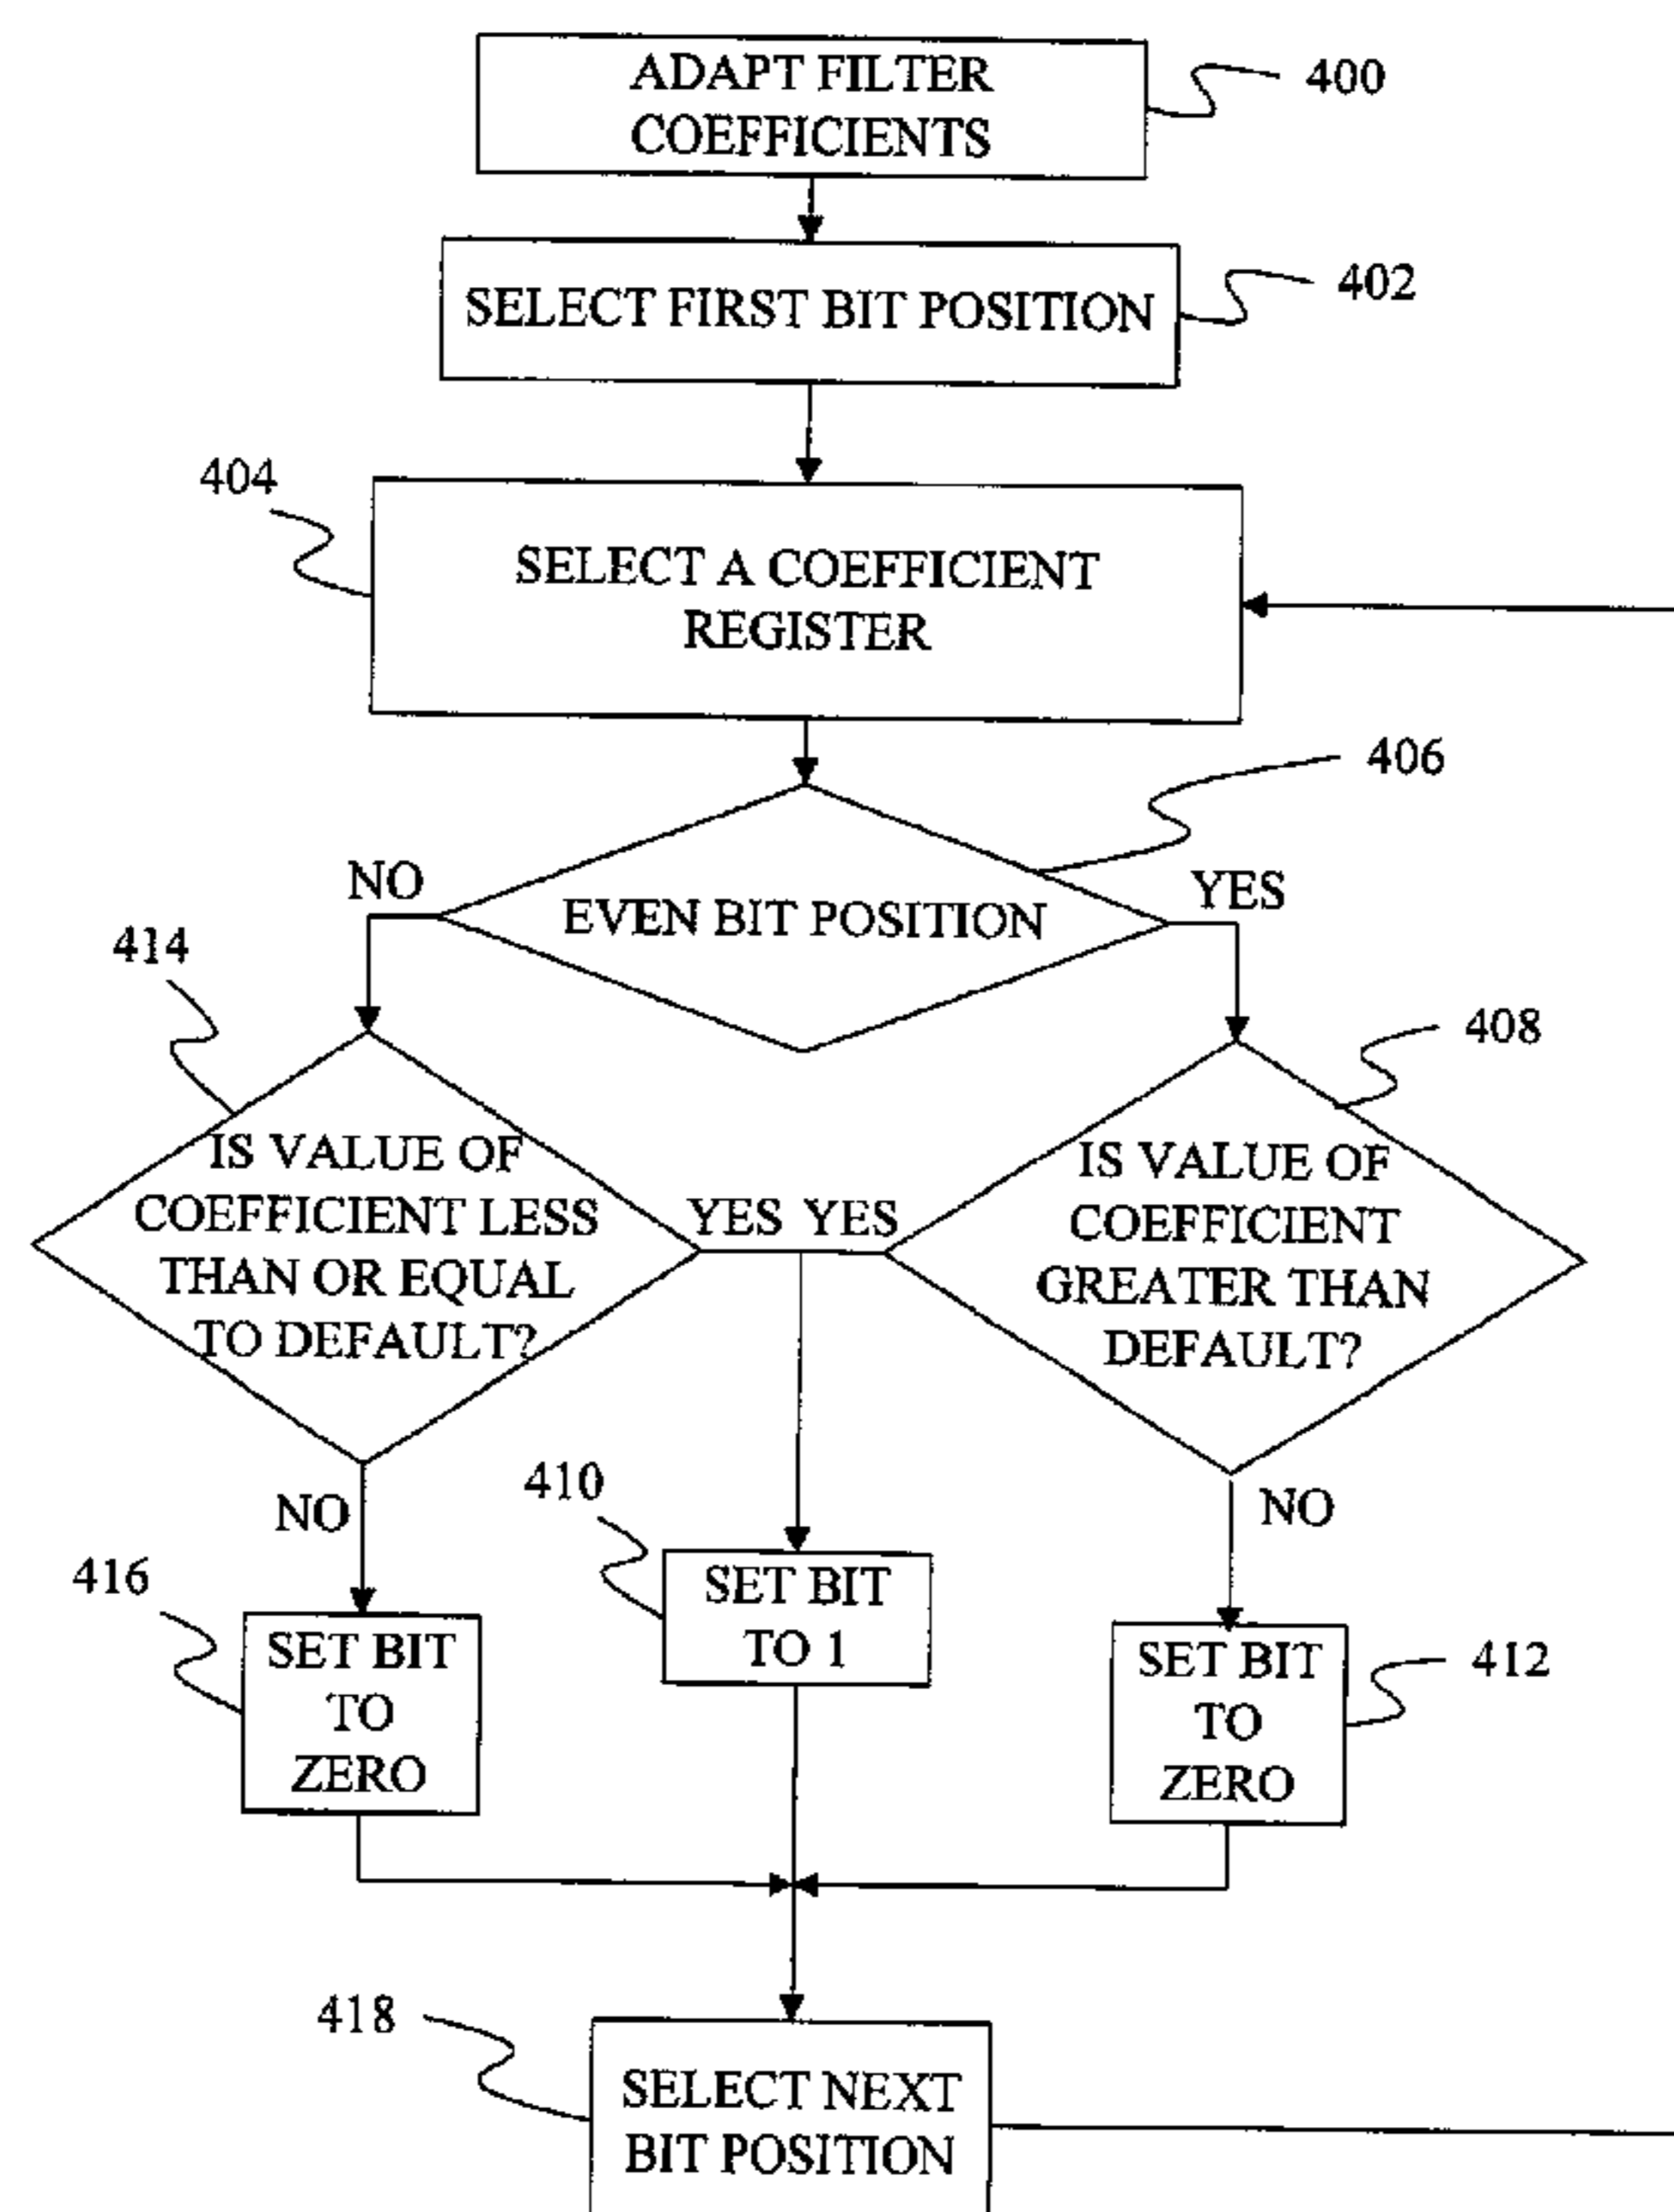 ADAPT FILTER
COEFFICIENTS
400
SELECT FIRST BIT POSITION
402
404
SELECT A COEFFICIENT
REGISTER
406
NO
EVEN BIT POSITION
YES
414
408
IS VALUE OF
COEFFICIENT LESS
THAN OR EQUAL
TO DEFAULT?
YES YES
IS VALUE OF
COEFFICIENT
GREATER THAN
DEFAULT?
NO
410
NO
416
SET BIT
TO
ZERO
SET BIT
TO 1
SET BIT
TO
ZERO
412
418
SELECT NEXT
BIT POSITION